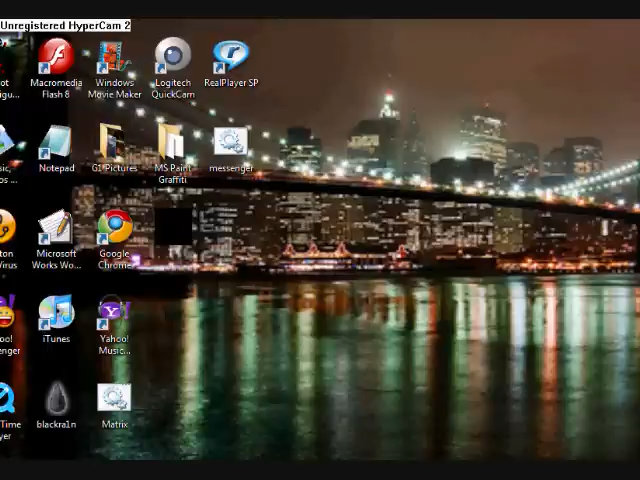 Unregistered HyperCam 2
Macromedia
Flash 8
Windows
Movie Maker
Logitech
QuickCam
RealPlayer SP
Notepad
G1 Pictures
MS Paint
Graffiti
messenger
Microsoft
Works Wo...
Google
Chrome
iTunes
Yahoo!
Music...
blackra1n
Matrix